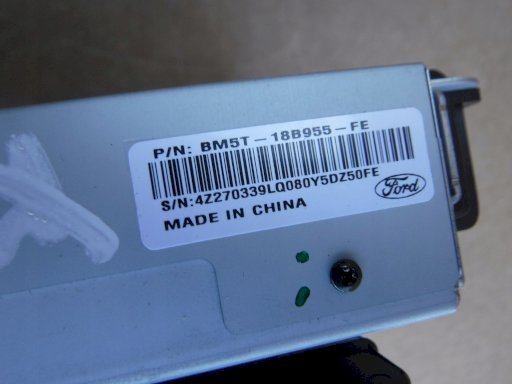 P/N: BM5T-18B955-FE
S/N:4Z270339LQ080Y5DZ50FE
Ford
MADE IN CHINA